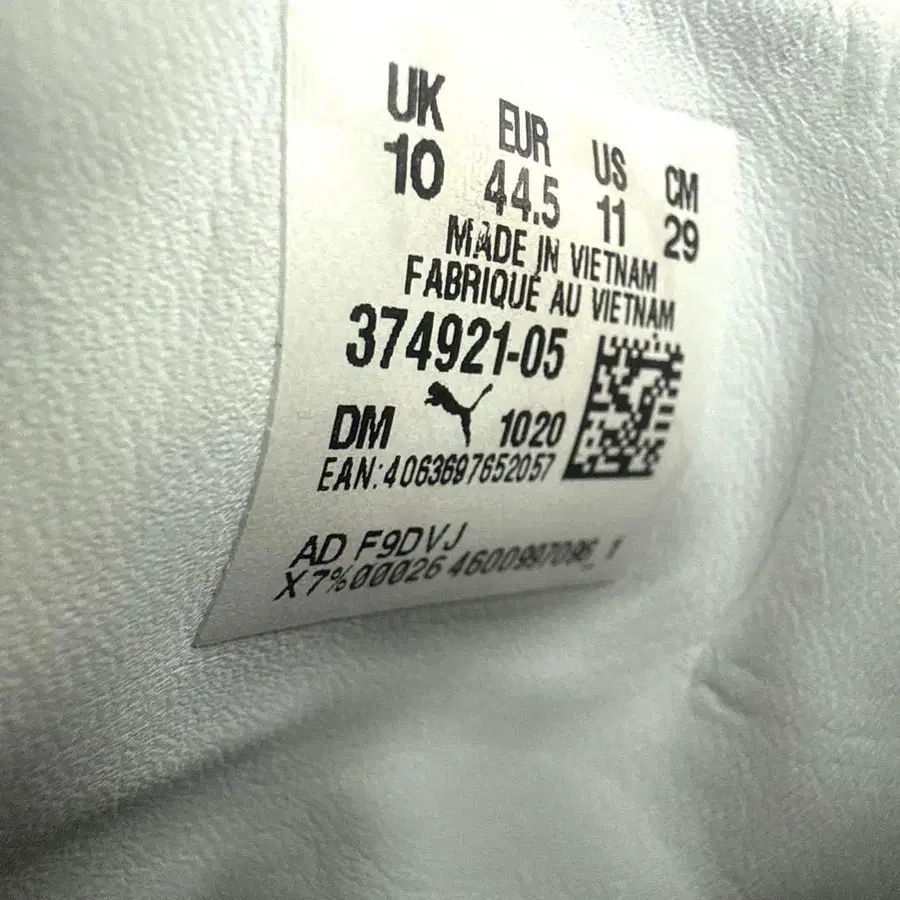 UK EUR US CM
10 44.5 11 29
MADE IN VIETNAM
FABRIQUÉ AU VIETNAM
374921-05
DM 1020
EAN:4063697652057
AD F9DVJ
X7%00026